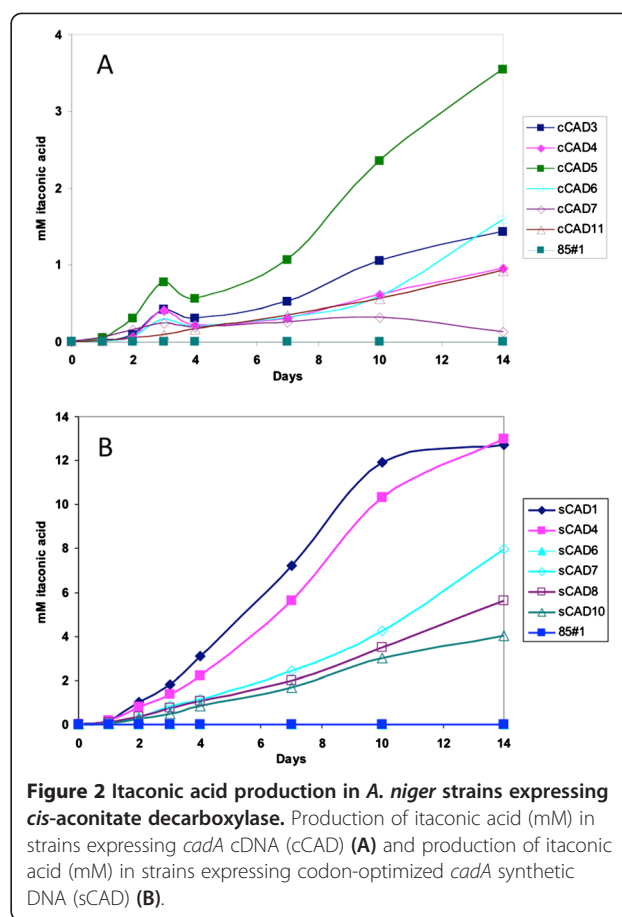 A
4
3
2
1
0
mM itaconic acid
0 2 4 6 8 10 12 14
Days
cCAD3
cCAD4
cCAD5
cCAD6
cCAD7
cCAD11
85#1
B
14
12
10
8
6
4
2
0
mM itaconic acid
0 2 4 6 8 10 12 14
Days
sCAD1
sCAD4
sCAD6
sCAD7
sCAD8
sCAD10
85#1
Figure 2 Itaconic acid production in A. niger strains expressing
cis-aconitate decarboxylase. Production of itaconic acid (mM) in
strains expressing cadA cDNA (cCAD) (A) and production of itaconic
acid (mM) in strains expressing codon-optimized cadA synthetic
DNA (sCAD) (B).